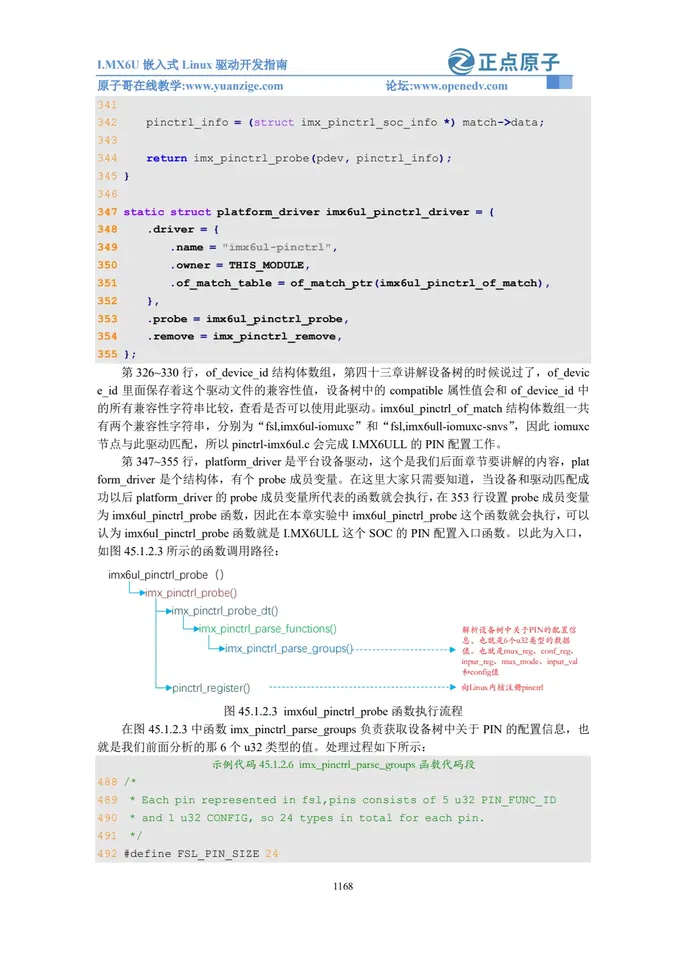 I.MX6U 嵌入式 Linux 驱动开发指南
正点原子
原子哥在线教学:www.yuanzige.com
论坛:www.openedv.com
341
342 pinctrl_info = (struct imx_pinctrl_soc_info *) match->data;
343
344 return imx_pinctrl_probe(pdev, pinctrl_info);
345 }
346
347 static struct platform_driver imx6ul_pinctrl_driver = {
348 .driver = {
349 .name = "imx6ul-pinctrl",
350 .owner = THIS_MODULE,
351 .of_match_table = of_match_ptr(imx6ul_pinctrl_of_match),
352 },
353 .probe = imx6ul_pinctrl_probe,
354 .remove = imx_pinctrl_remove,
355 };
第 326~330 行，of_device_id 结构体数组，第四十三章讲解设备树的时候说过了，of_devic
e_id 里面保存着这个驱动文件的兼容性值，设备树中的 compatible 属性值会和 of_device_id 中
的所有兼容性字符串比较，查看是否可以使用此驱动。imx6ul_pinctrl_of_match 结构体数组一共
有两个兼容性字符串，分别为“fsl,imx6ul-iomuxc”和“fsl,imx6ull-iomuxc-snvs”，因此 iomuxc
节点与此驱动匹配，所以 pinctrl-imx6ul.c 会完成 I.MX6ULL 的 PIN 配置工作。
第 347~355 行，platform_driver 是平台设备驱动，这个是我们后面章节要讲解的内容，plat
form_driver 是个结构体，有个 probe 成员变量。在这里大家只需要知道，当设备和驱动匹配成
功以后 platform_driver 的 probe 成员变量所代表的函数就会执行，在 353 行设置 probe 成员变量
为 imx6ul_pinctrl_probe 函数，因此在本章实验中 imx6ul_pinctrl_probe 这个函数就会执行，可以
认为 imx6ul_pinctrl_probe 函数就是 I.MX6ULL 这个 SOC 的 PIN 配置入口函数。以此为入口，
如图 45.1.2.3 所示的函数调用路径：
imx6ul_pinctrl_probe（）
imx_pinctrl_probe()
imx_pinctrl_probe_dt()
imx_pinctrl_parse_functions()
imx_pinctrl_parse_groups()
解析设备树中关于PIN的配置信
息，也就是6个u32类型的数据
值。也就是mux_reg、conf_reg、
input_reg、mux_mode、input_val
和config值
pinctrl_register()
向Linus内核注册pinctrl
图 45.1.2.3 imx6ul_pinctrl_probe 函数执行流程
在图 45.1.2.3 中函数 imx_pinctrl_parse_groups 负责获取设备树中关于 PIN 的配置信息，也
就是我们前面分析的那 6 个 u32 类型的值。处理过程如下所示：
示例代码 45.1.2.6 imx_pinctrl_parse_groups 函数代码段
488 /*
489 * Each pin represented in fsl,pins consists of 5 u32 PIN_FUNC_ID
490 * and 1 u32 CONFIG, so 24 types in total for each pin.
491 */
492 #define FSL_PIN_SIZE 24
1168